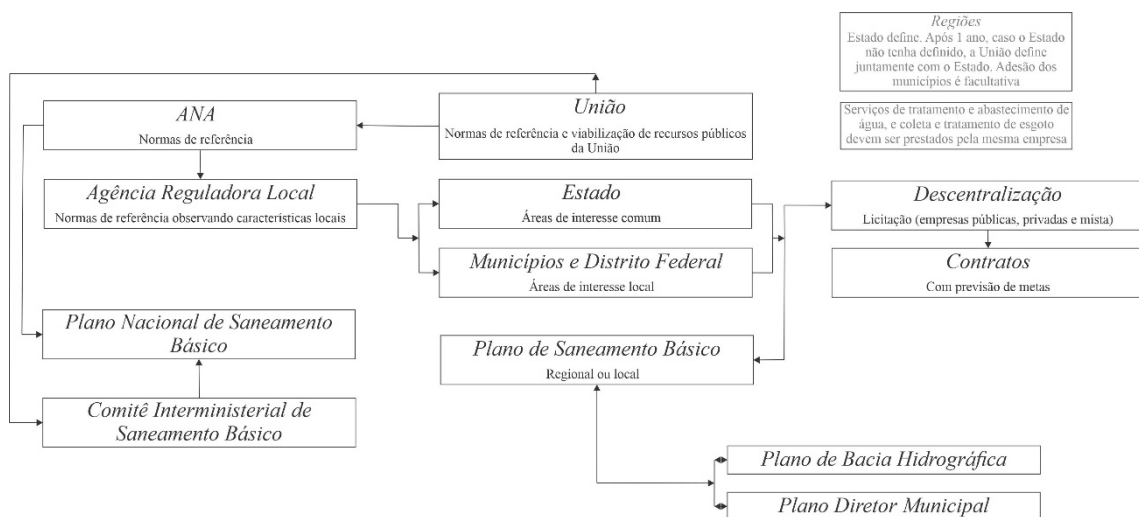 Regiões
Estado define. Após 1 ano, caso o Estado
não tenha definido, a União define
juntamente com o Estado. Adesão dos
municípios é facultativa
Serviços de tratamento e abastecimento de
água, e coleta e tratamento de esgoto
devem ser prestados pela mesma empresa
ANA
Normas de referência
União
Normas de referência e viabilização de recursos públicos
da União
Agência Reguladora Local
Normas de referência observando características locais
Estado
Áreas de interesse comum
Municípios e Distrito Federal
Áreas de interesse local
Descentralização
Licitação (empresas públicas, privadas e mista)
Contratos
Com previsão de metas
Plano Nacional de Saneamento
Básico
Plano de Saneamento Básico
Regional ou local
Comitê Interministerial de
Saneamento Básico
Plano de Bacia Hidrográfica
Plano Diretor Municipal